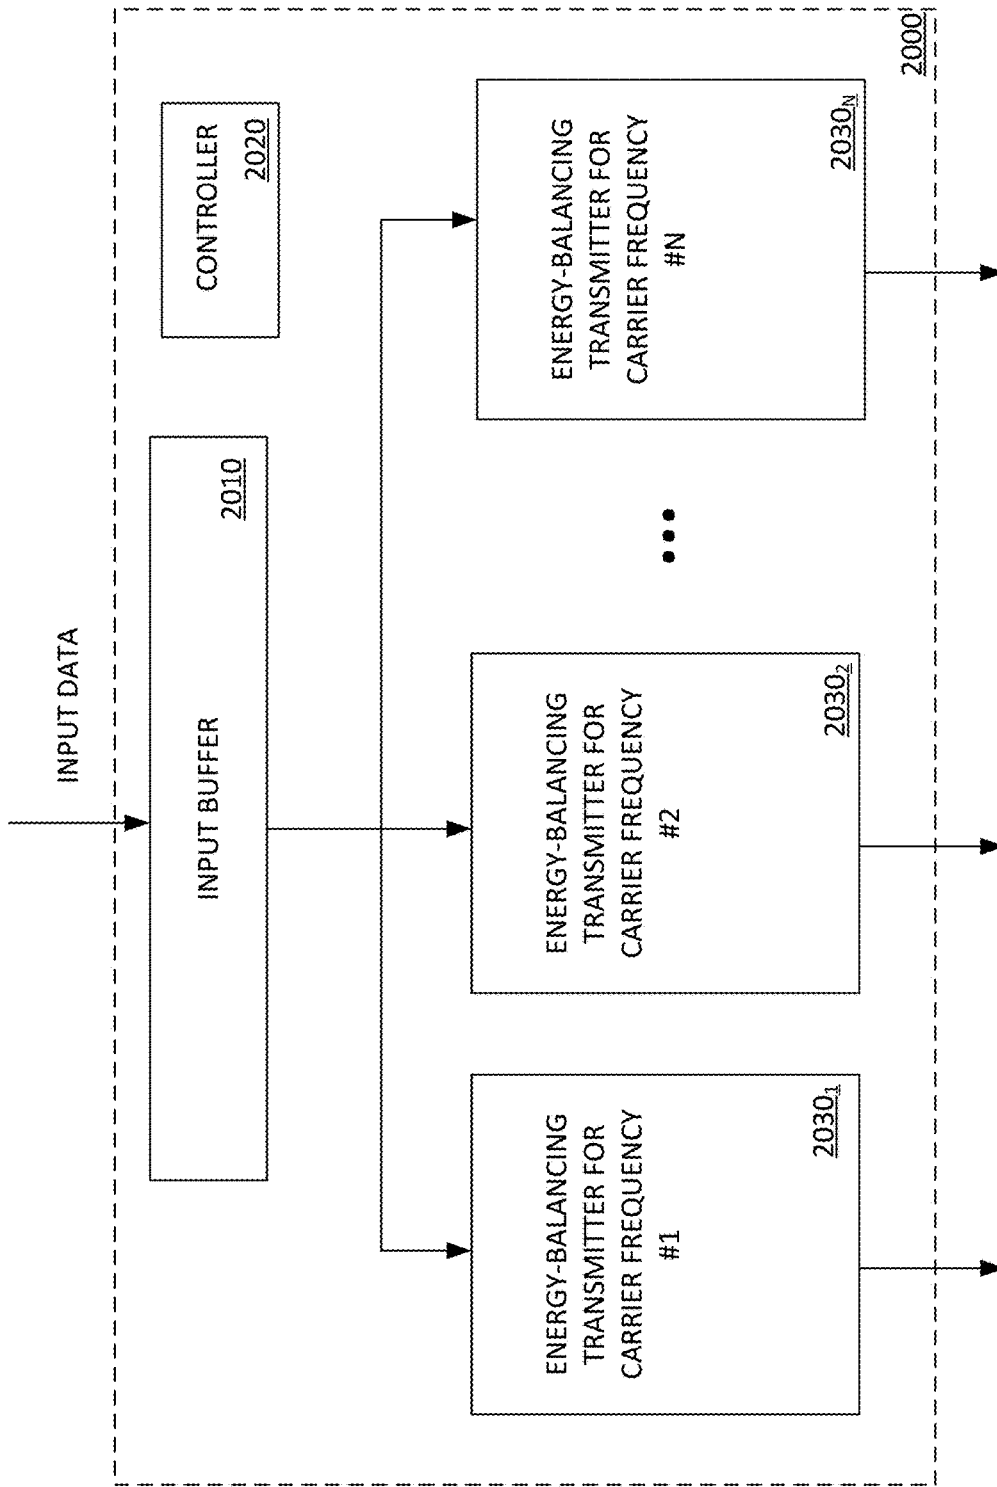 INPUT DATA
INPUT BUFFER
2010
CONTROLLER
2020
ENERGY-BALANCING
TRANSMITTER FOR
CARRIER FREQUENCY
#1
2030₁
ENERGY-BALANCING
TRANSMITTER FOR
CARRIER FREQUENCY
#2
2030₂
•••
ENERGY-BALANCING
TRANSMITTER FOR
CARRIER FREQUENCY
#N
2030N
2000